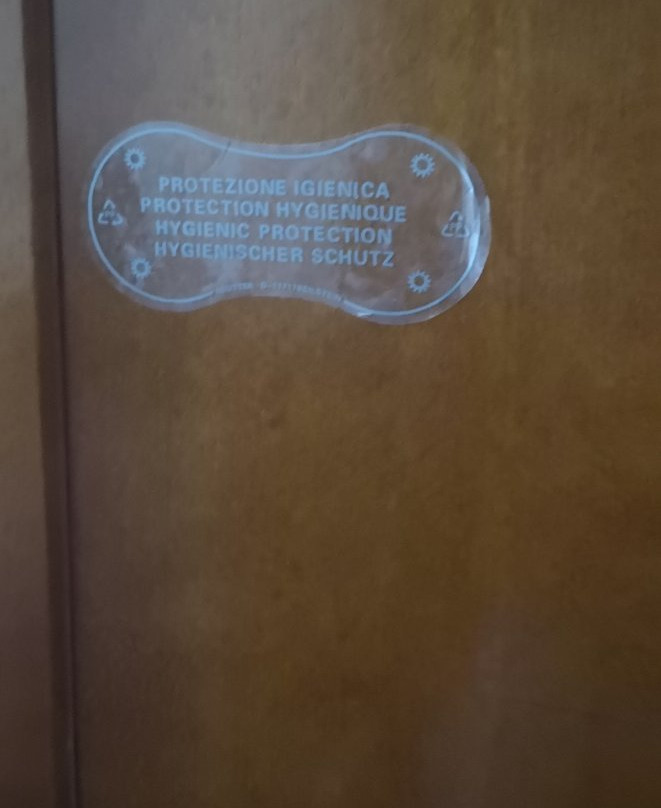 PROTEZIONE IGIENICA
PROTECTION HYGIENIQUE
HYGIENIC PROTECTION
HYGIENISCHER SCHUTZ